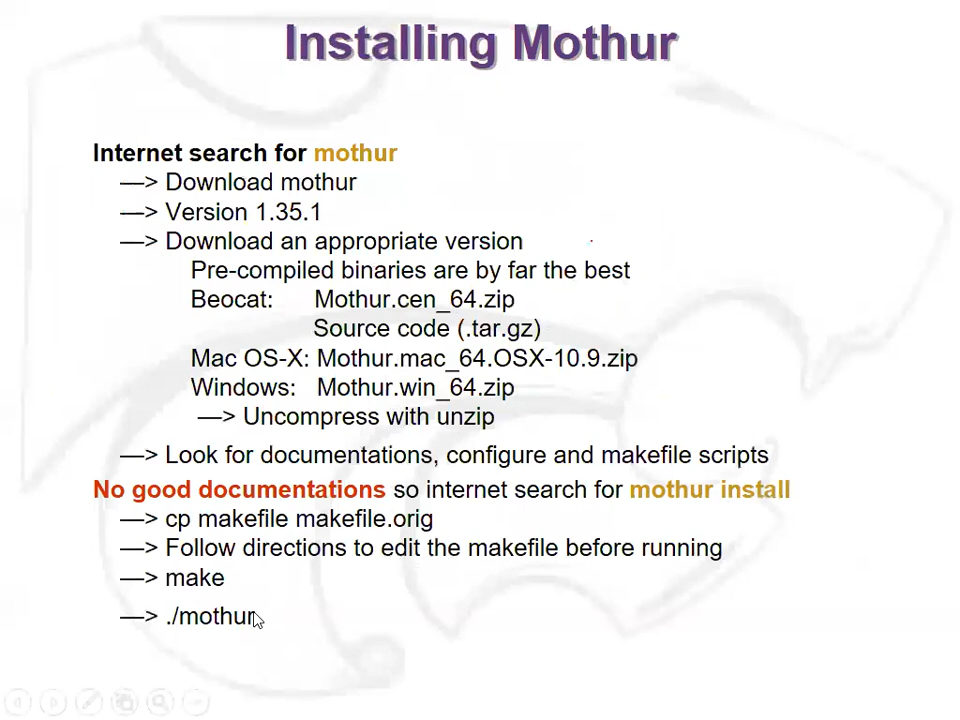 Installing Mothur
Internet search for mothur
—> Download mothur
—> Version 1.35.1
—> Download an appropriate version
Pre-compiled binaries are by far the best
Beocat: Mothur.cen_64.zip
Source code (.tar.gz)
Mac OS-X: Mothur.mac_64.OSX-10.9.zip
Windows: Mothur.win_64.zip
—> Uncompress with unzip
—> Look for documentations, configure and makefile scripts
No good documentations so internet search for mothur install
—> cp makefile makefile.orig
—> Follow directions to edit the makefile before running
—> make
—> ./mothur